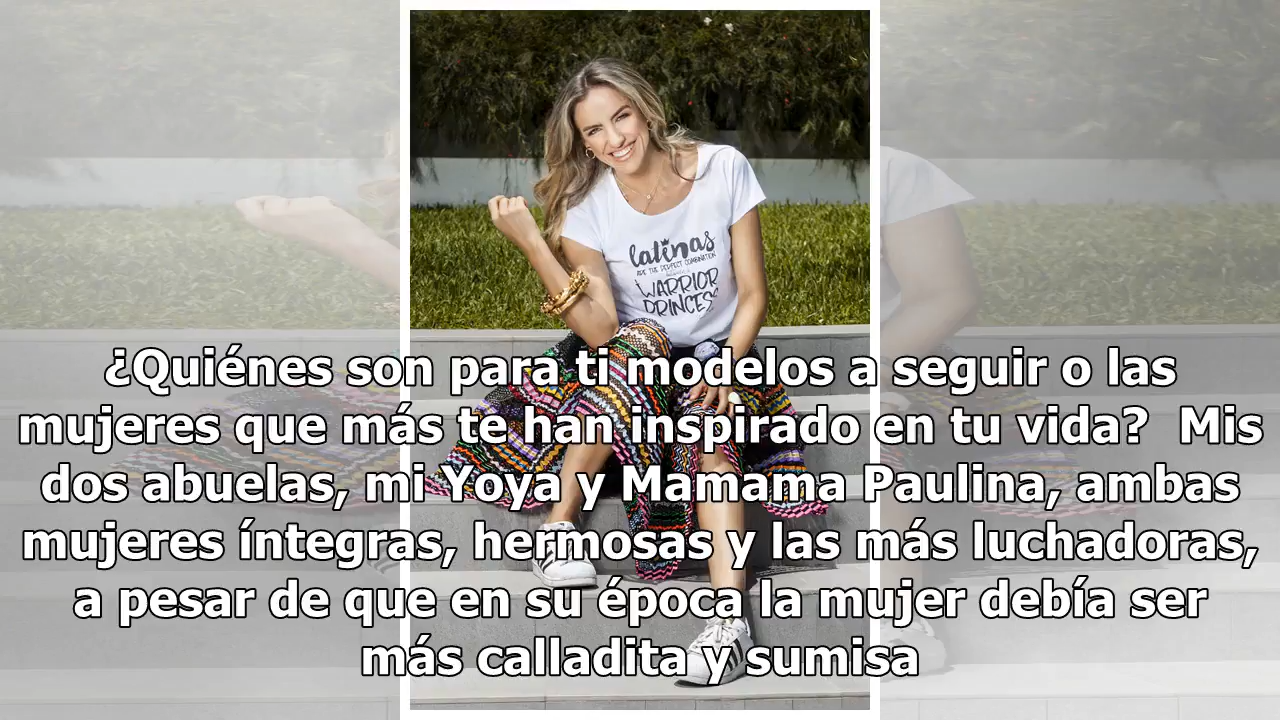 latinas
ARE THE PERFECT COMBINATION
WARRIOR
PRINCESS
¿Quiénes son para ti modelos a seguir o las
mujeres que más te han inspirado en tu vida?  Mis
dos abuelas, mi Yoya y Mamama Paulina, ambas
mujeres íntegras, hermosas y las más luchadoras,
a pesar de que en su época la mujer debía ser
más calladita y sumisa